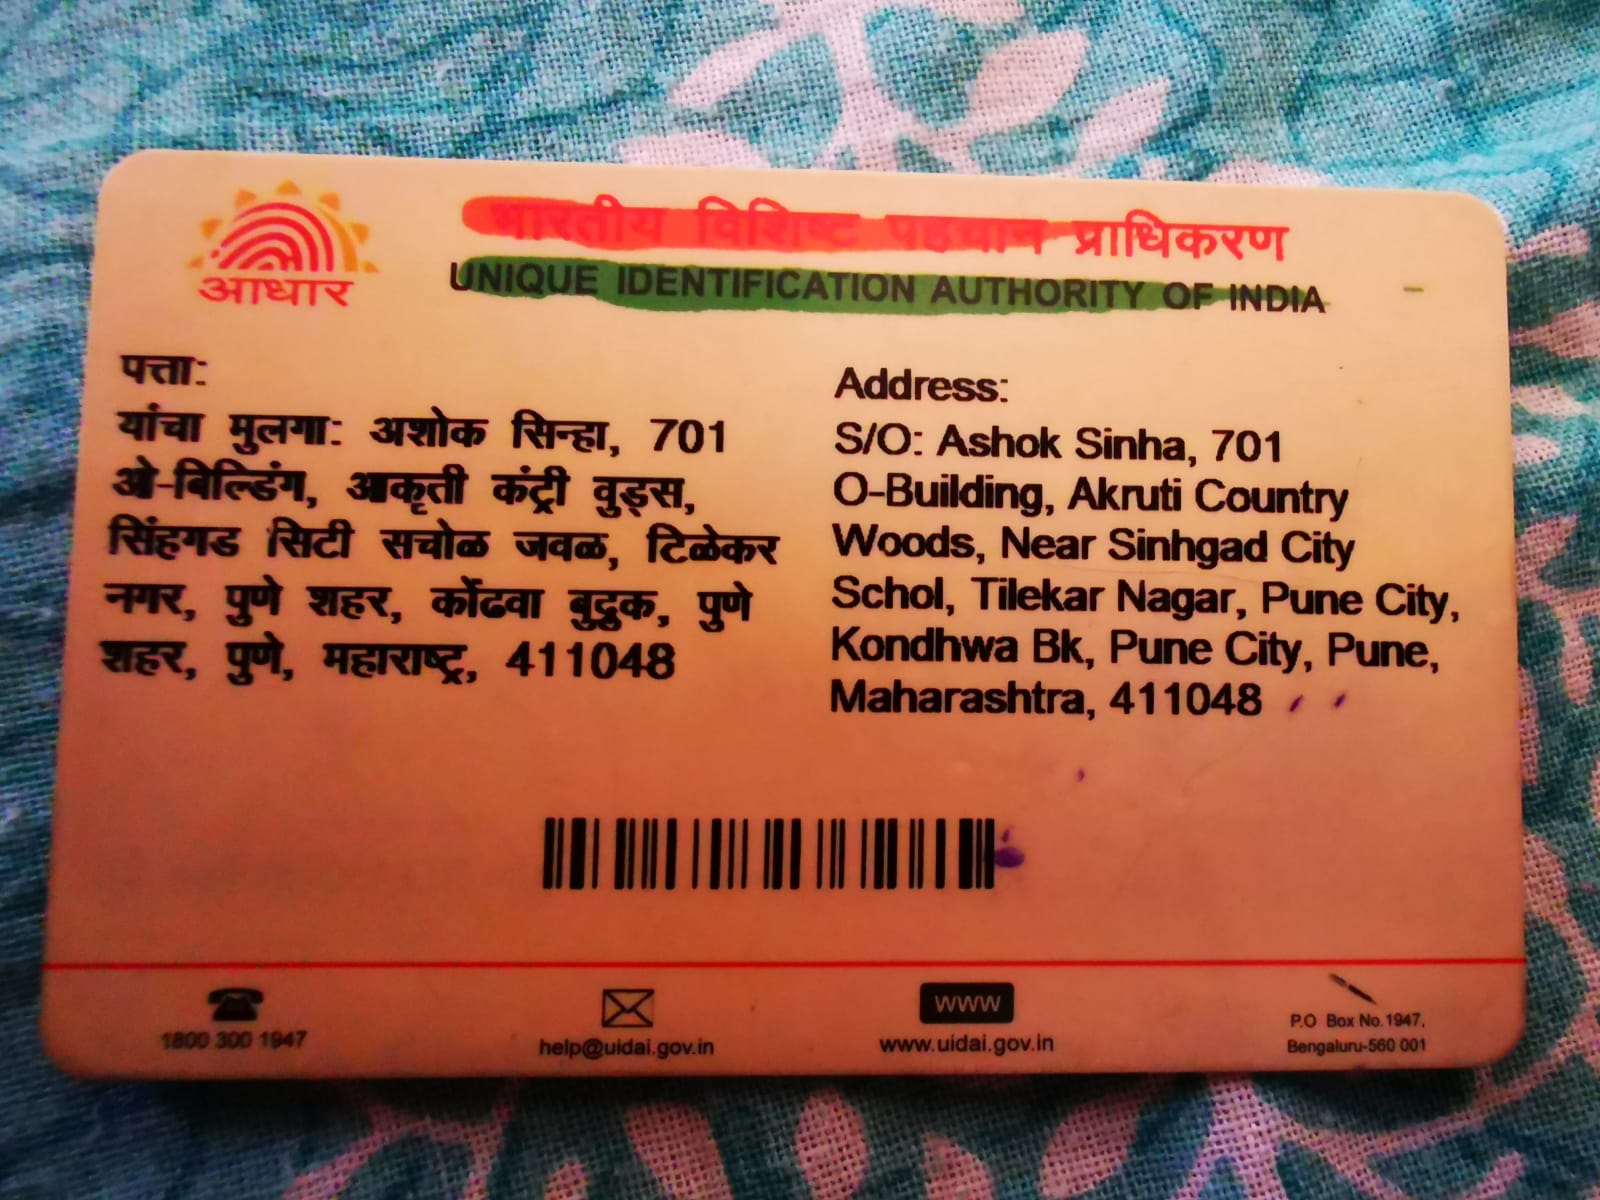 आधार
भारतीय विशिष्ट पहचान प्राधिकरण
UNIQUE IDENTIFICATION AUTHORITY OF INDIA
पत्ता:
यांचा मुलगा: अशोक सिन्हा, 701
ओ-बिल्डिंग, आकृती कंट्री वुड्स,
सिंहगड सिटी सचोळ जवळ, टिळेकर
नगर, पुणे शहर, कोंढवा बुद्रुक, पुणे
शहर, पुणे, महाराष्ट्र, 411048
Address:
S/O: Ashok Sinha, 701
O-Building, Akruti Country
Woods, Near Sinhgad City
Schol, Tilekar Nagar, Pune City,
Kondhwa Bk, Pune City, Pune,
Maharashtra, 411048
1800 300 1947
help@uidai.gov.in
www
www.uidai.gov.in
P.O Box No.1947,
Bengaluru-560 001